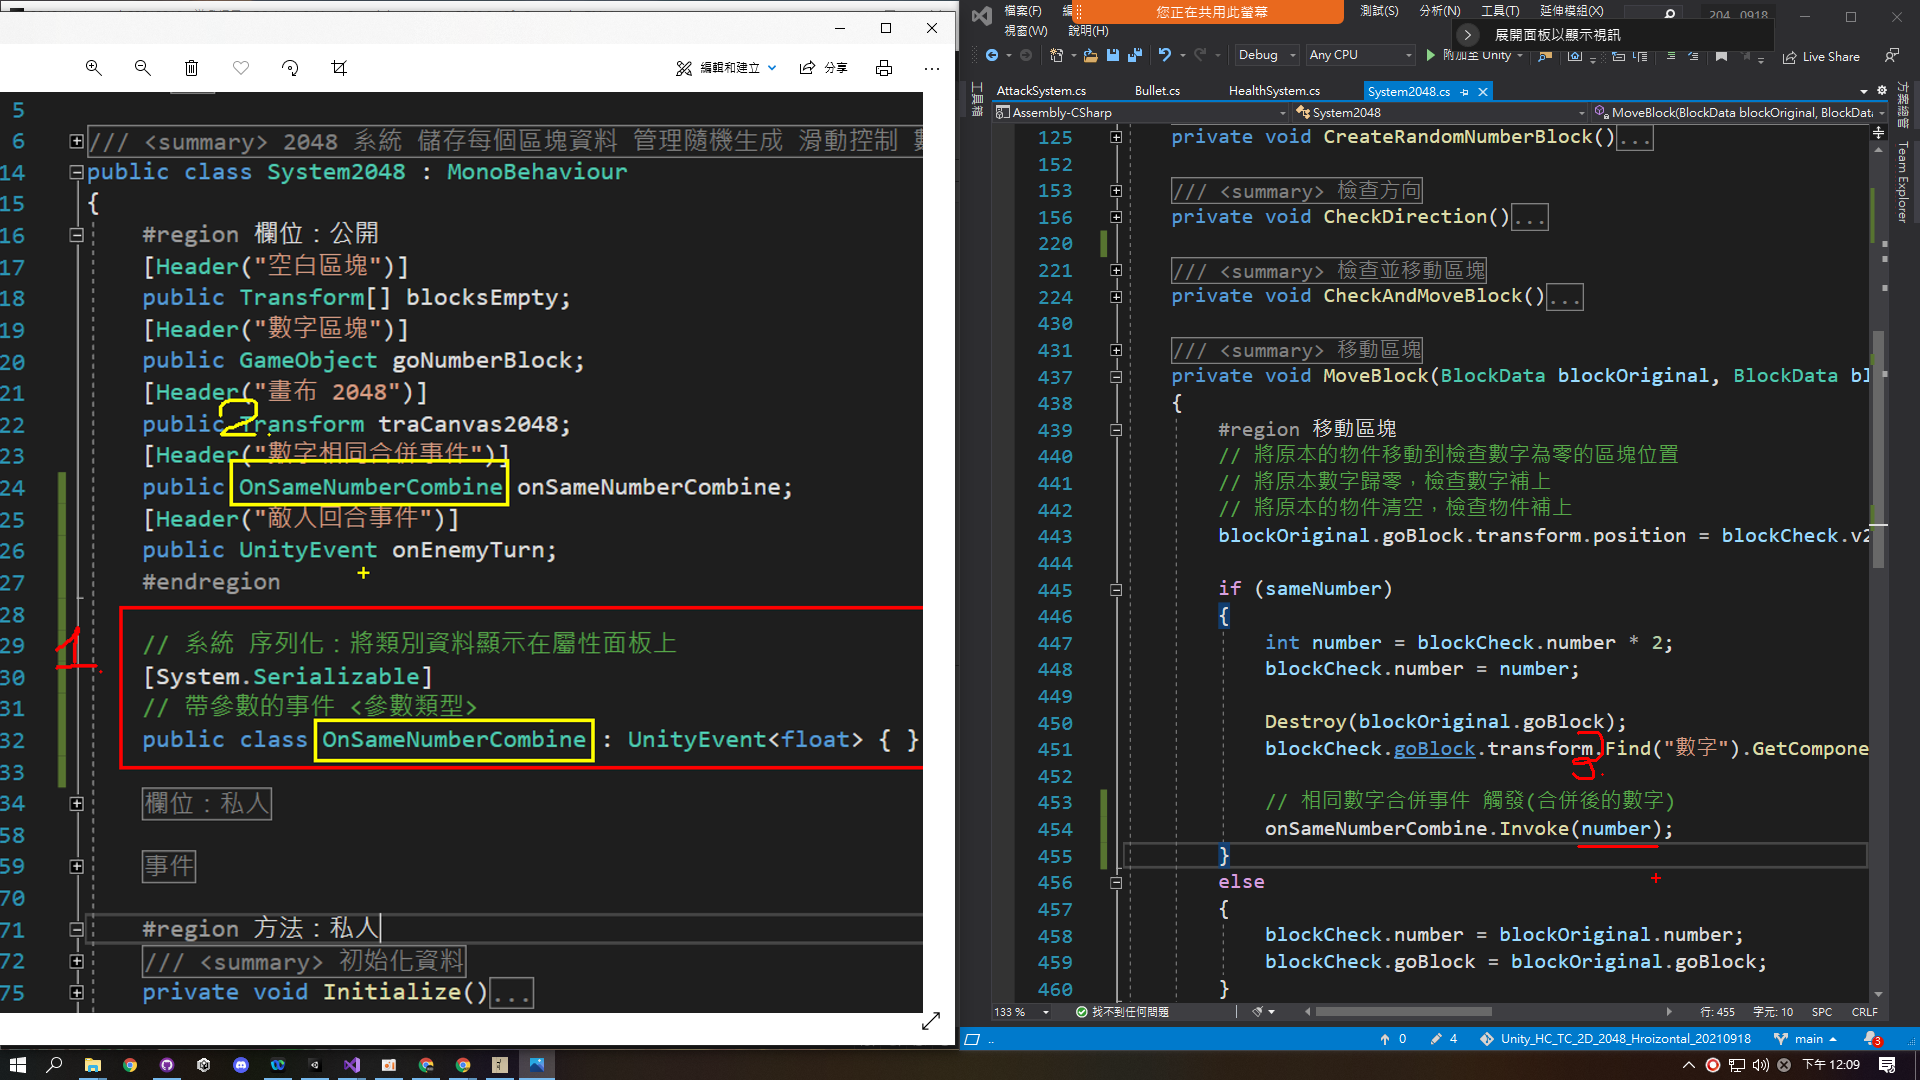 編輯和建立
分享
5
6 /// <summary> 2048 系統 儲存每個區塊資料 管理隨機生成 滑動控制
14 public class System2048 : MonoBehaviour
15 {
16 #region 欄位：公開
17 [Header("空白區塊")]
18 public Transform[] blocksEmpty;
19 [Header("數字區塊")]
20 public GameObject goNumberBlock;
21 [Header("畫布 2048")]
22 public Transform traCanvas2048;
2
23 [Header("數字相同合併事件")]
24 public OnSameNumberCombine onSameNumberCombine;
25 [Header("敵人回合事件")]
26 public UnityEvent onEnemyTurn;
27 #endregion
28
1.
29 // 系統 序列化：將類別資料顯示在屬性面板上
30 [System.Serializable]
31 // 帶參數的事件 <參數類型>
32 public class OnSameNumberCombine : UnityEvent<float> { }
33
34 欄位：私人
58
59 事件
70
71 #region 方法：私人
72 /// <summary> 初始化資料
75 private void Initialize()...
檔案(F)
您正在共用此螢幕
測試(S) 分析(N) 工具(T) 延伸模組(X)
204_0918
視窗(W) 說明(H)
展開面板以顯示視訊
Debug Any CPU 附加至 Unity Live Share
工具箱
AttackSystem.cs Bullet.cs HealthSystem.cs System2048.cs
方案總管
Team Explorer
Assembly-CSharp System2048 MoveBlock(BlockData blockOriginal, BlockData
125 private void CreateRandomNumberBlock()...
152
153 /// <summary> 檢查方向
156 private void CheckDirection()...
220
221 /// <summary> 檢查並移動區塊
224 private void CheckAndMoveBlock()...
430
431 /// <summary> 移動區塊
437 private void MoveBlock(BlockData blockOriginal, BlockData bl
438 {
439 #region 移動區塊
440 // 將原本的物件移動到檢查數字為零的區塊位置
441 // 將原本數字歸零，檢查數字補上
442 // 將原本的物件清空，檢查物件補上
443 blockOriginal.goBlock.transform.position = blockCheck.v2
444
445 if (sameNumber)
446 {
447 int number = blockCheck.number * 2;
448 blockCheck.number = number;
449
450 Destroy(blockOriginal.goBlock);
451 blockCheck.goBlock.transform.Find("數字").GetCompone
3.
452
453 // 相同數字合併事件 觸發(合併後的數字)
454 onSameNumberCombine.Invoke(number);
455 }
456 else
457 {
458 blockCheck.number = blockOriginal.number;
459 blockCheck.goBlock = blockOriginal.goBlock;
460 }
133 % 找不到任何問題 行: 455 字元: 10 SPC CRLF
0 4 Unity_HC_TC_2D_2048_Hroizontal_20210918 main 3
下午 12:09